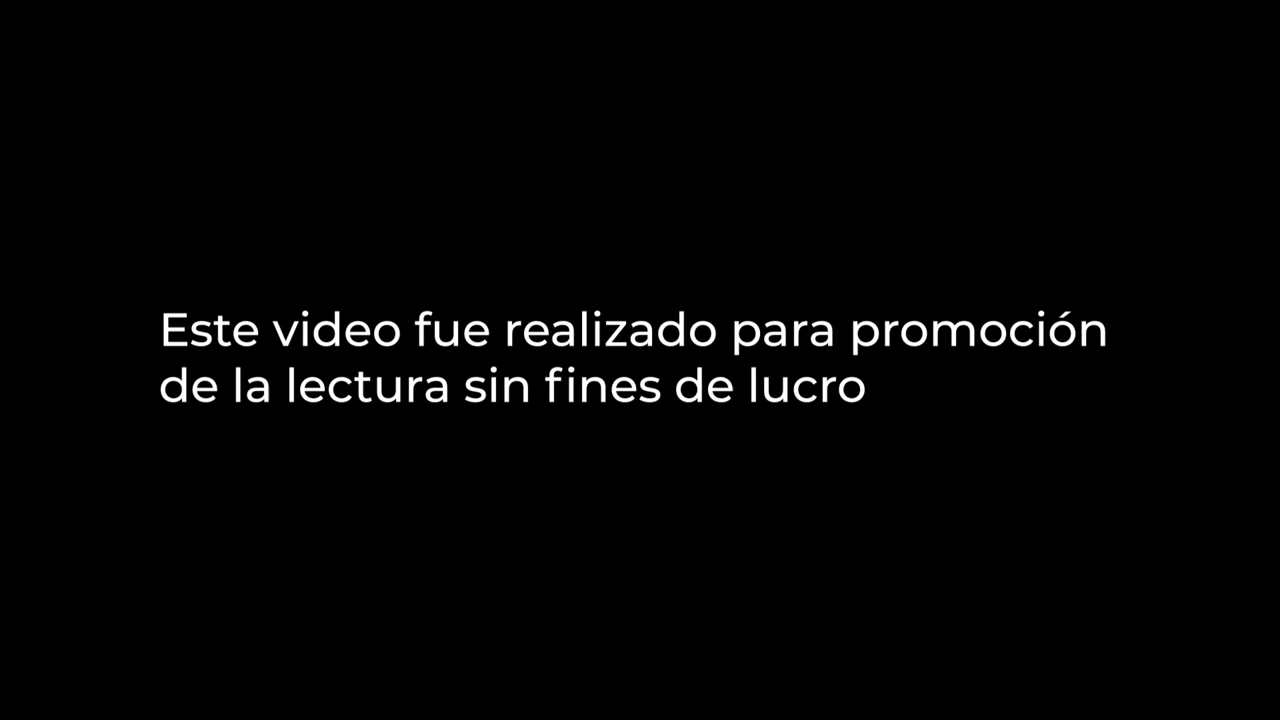 Este video fue realizado para promoción
de la lectura sin fines de lucro